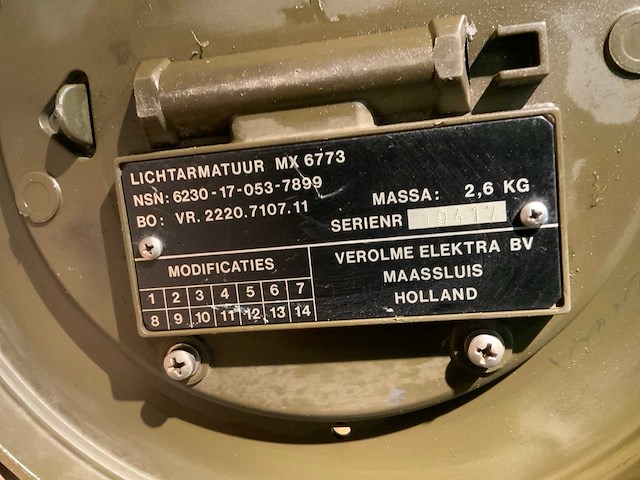 LICHTARMATUUR MX 6773
NSN: 6230-17-053-7899
BO: VR. 2220.7107.11
MASSA: 2,6 KG
SERIENR 19417
MODIFICATIES
1 2 3 4 5 6 7
8 9 10 11 12 13 14
VEROLME ELEKTRA BV
MAASSLUIS
HOLLAND